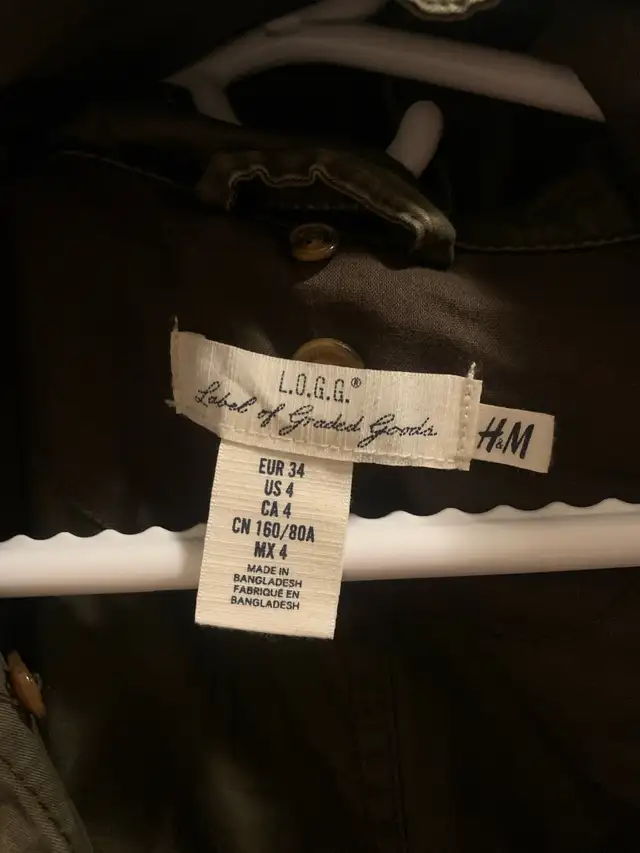 L.O.G.G.®
Label of Graded Goods
H&M
EUR 34
US 4
CA 4
CN 160/80A
MX 4
MADE IN
BANGLADESH
FABRIQUÉ EN
BANGLADESH